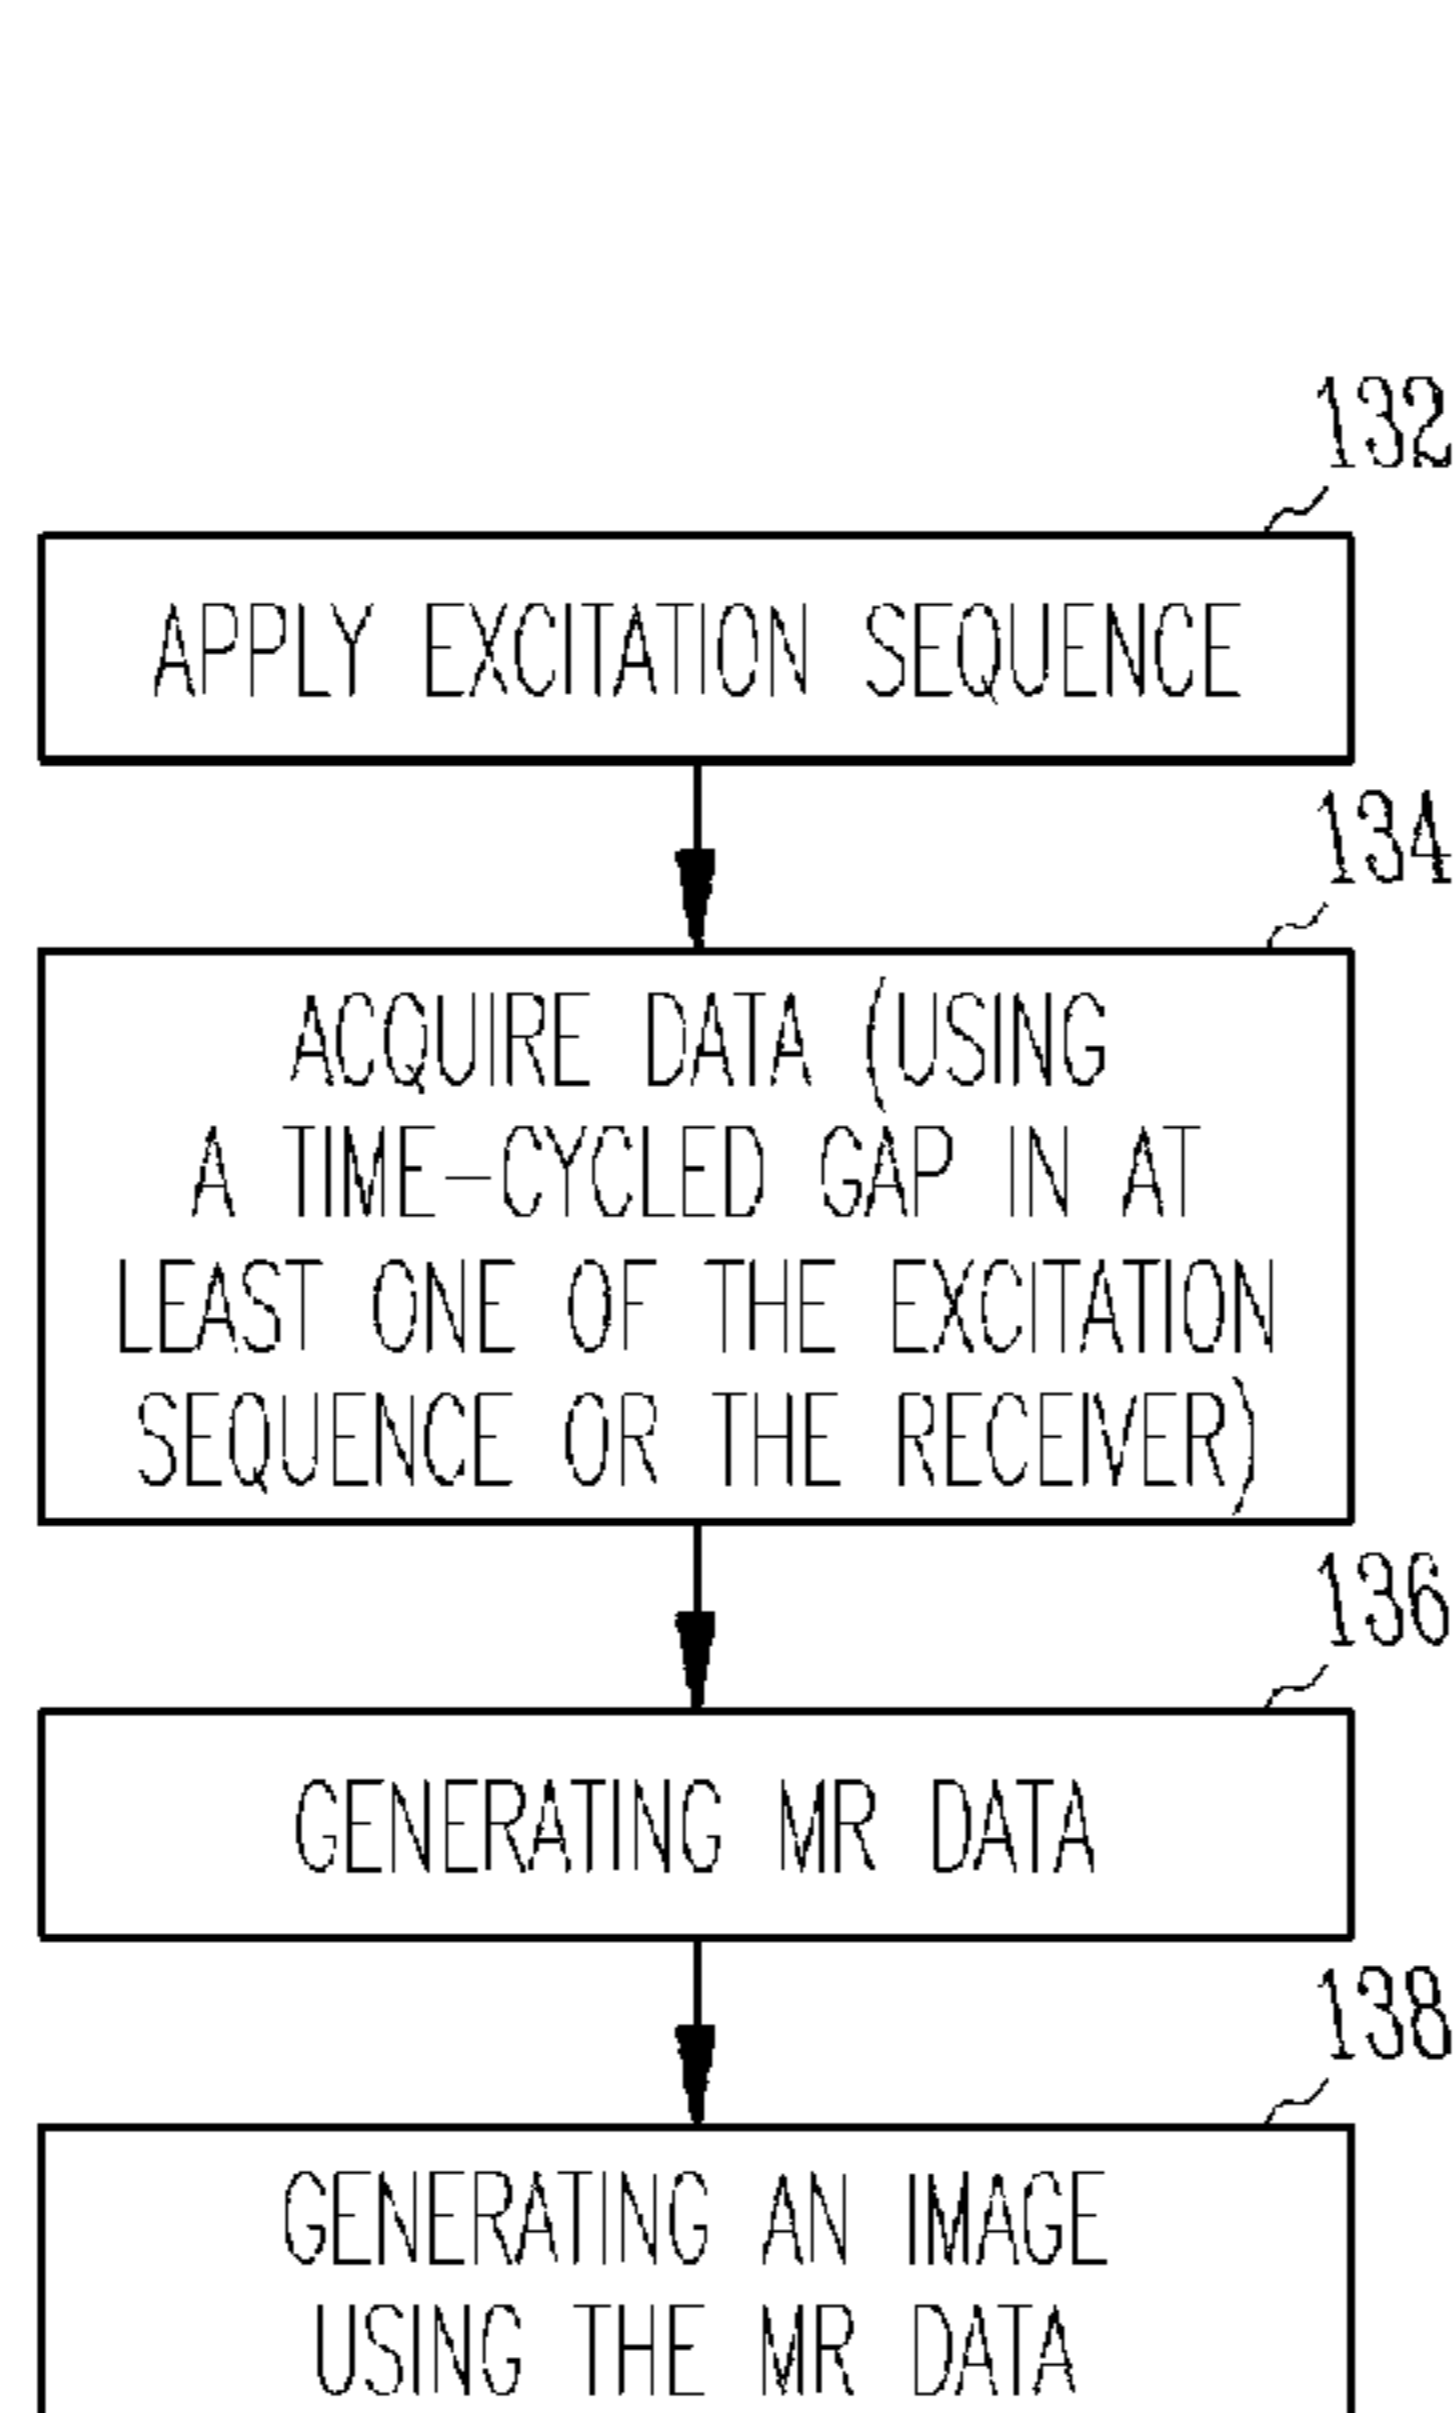 132
APPLY EXCITATION SEQUENCE
134
ACQUIRE DATA (USING
A TIME-CYCLED GAP IN AT
LEAST ONE OF THE EXCITATION
SEQUENCE OR THE RECEIVER)
136
GENERATING MR DATA
138
GENERATING AN IMAGE
USING THE MR DATA